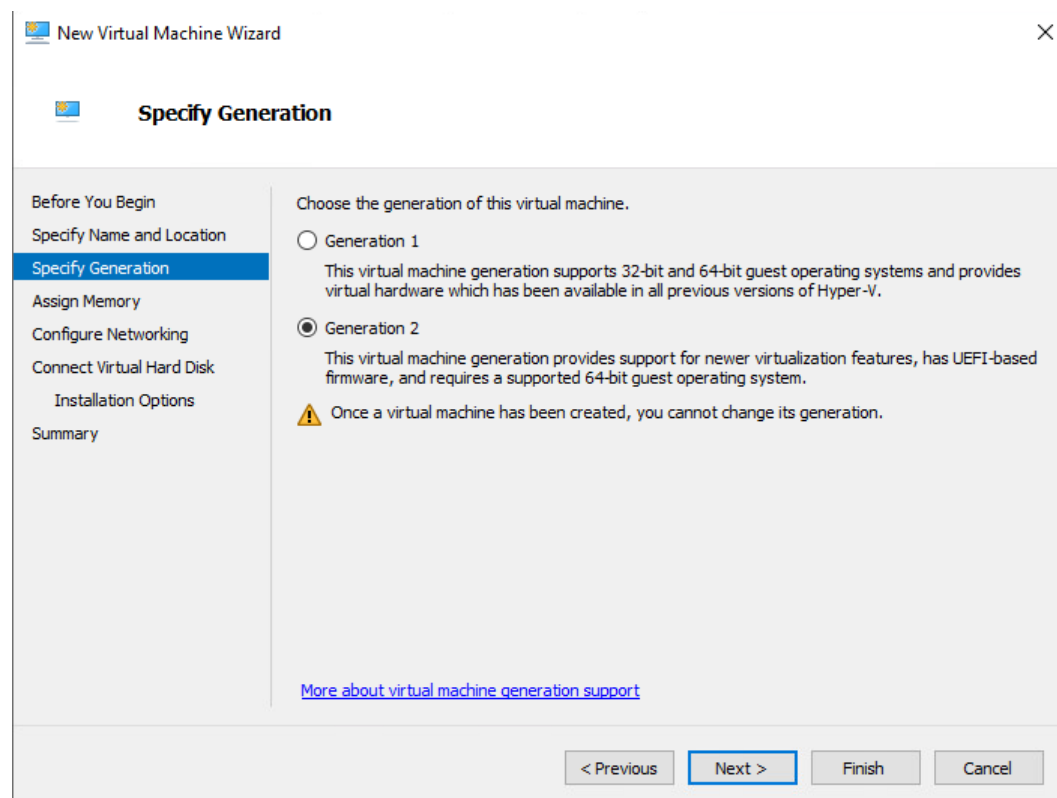 New Virtual Machine Wizard
Specify Generation
Before You Begin
Specify Name and Location
Specify Generation
Assign Memory
Configure Networking
Connect Virtual Hard Disk
Installation Options
Summary
Choose the generation of this virtual machine.
Generation 1
This virtual machine generation supports 32-bit and 64-bit guest operating systems and provides
virtual hardware which has been available in all previous versions of Hyper-V.
Generation 2
This virtual machine generation provides support for newer virtualization features, has UEFI-based
firmware, and requires a supported 64-bit guest operating system.
Once a virtual machine has been created, you cannot change its generation.
More about virtual machine generation support
< Previous
Next >
Finish
Cancel